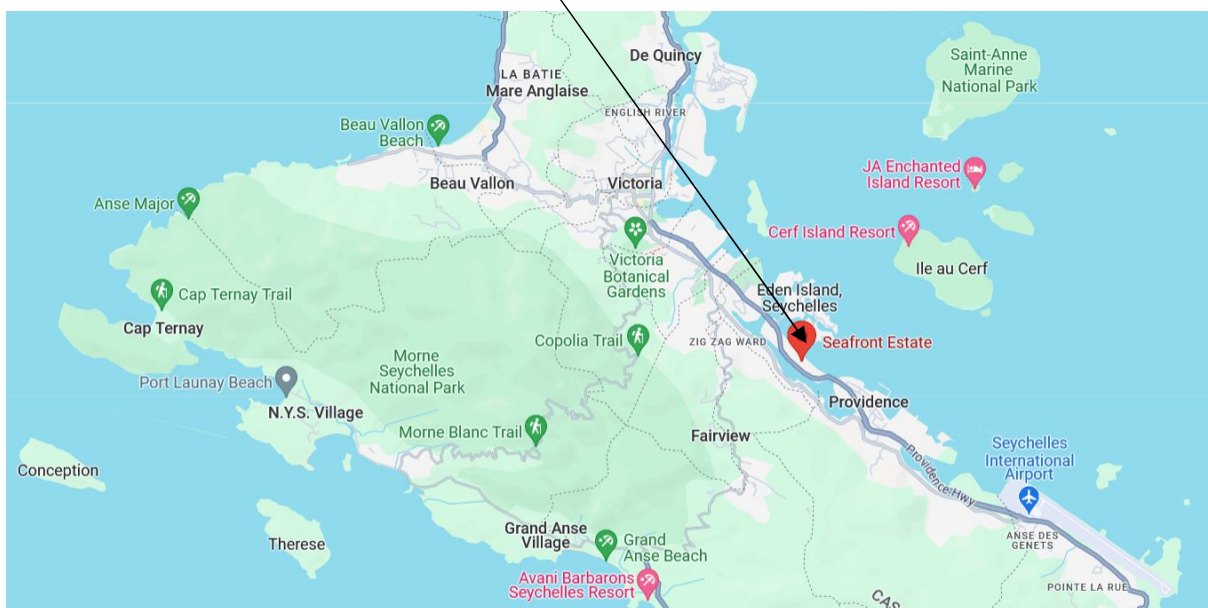 De Quincy
LA BATIE
Mare Anglaise
Saint-Anne
Marine
National Park
ENGLISH RIVER
Beau Vallon
Beach
JA Enchanted
Island Resort
Beau Vallon
Victoria
Anse Major
Cerf Island Resort
Victoria
Botanical
Gardens
Ile au Cerf
Cap Ternay Trail
Eden Island,
Seychelles
Cap Ternay
Copolia Trail
ZIG ZAG WARD
Seafront Estate
Morne
Seychelles
National Park
Port Launay Beach
N.Y.S. Village
Providence
Morne Blanc Trail
Fairview
Seychelles
International
Airport
Conception
Providence Hwy
Grand Anse
Village
Grand
Anse Beach
Therese
ANSE DES
GENETS
Avani Barbarons
Seychelles Resort
POINTE LA RUE
CAS